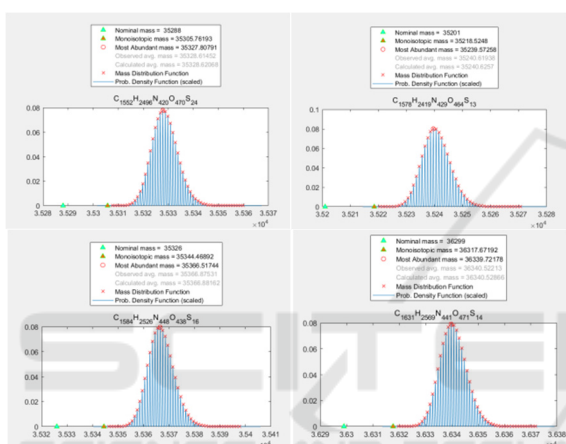 Nominal mass = 35288
Monoisotopic mass = 35305.76193
Most Abundant mass = 35327.80791
Observed avg. mass = 35328.61452
Calculated avg. mass = 35328.62068
Mass Distribution Function
Prob. Density Function (scaled)
C1552H2496N420O470S24
0.08
0.06
0.04
0.02
0
3.528 3.529 3.53 3.531 3.532 3.533 3.534 3.535 3.536 3.537
×10⁴
Nominal mass = 35201
Monoisotopic mass = 35218.5248
Most Abundant mass = 35239.57258
Observed avg. mass = 35240.61938
Calculated avg. mass = 35240.6257
Mass Distribution Function
Prob. Density Function (scaled)
C1578H2419N429O464S13
0.1
0.08
0.06
0.04
0.02
0
3.52 3.521 3.522 3.523 3.524 3.525 3.526 3.527 3.528
×10⁴
Nominal mass = 35326
Monoisotopic mass = 35344.46892
Most Abundant mass = 35366.51744
Observed avg. mass =
Calculated avg. mass =
Mass Distribution Function
Prob. Density Function (scaled)
C1584H2526N448O438S16
0.08
0.06
0.04
0.02
0
3.532 3.533 3.534 3.535 3.536 3.537 3.538 3.539 3.54 3.541
Nominal mass = 36299
Monoisotopic mass = 36317.67192
Most Abundant mass = 36339.72178
Observed avg. mass = 36340.52213
Calculated avg. mass = 36340.52866
Mass Distribution Function
Prob. Density Function (scaled)
C1631H2569N441O471S14
0.08
0.06
0.04
0.02
0
3.629 3.63 3.631 3.632 3.633 3.634 3.635 3.636 3.637 3.638